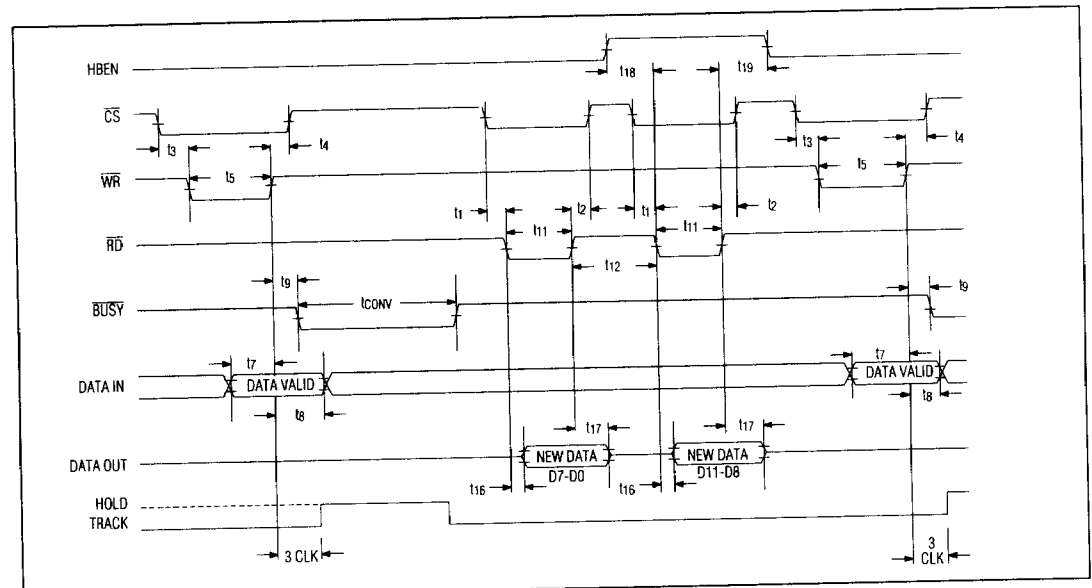 HBEN
t18
t19
CS
t3
t4
t3
t4
WR
t5
t5
t1
t2
t1
t2
RD
t11
t11
t12
t9
t9
BUSY
tCONV
t7
t7
DATA IN
DATA VALID
DATA VALID
t8
t8
t17
t17
DATA OUT
NEW DATA
D7-D0
NEW DATA
D11-D8
t16
t16
HOLD
TRACK
3 CLK
3
CLK